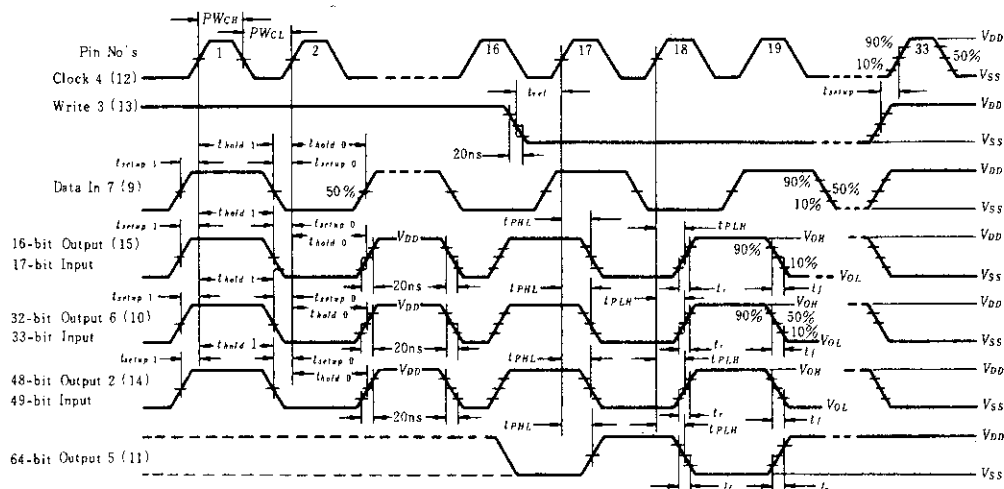 PWCH
PWCL
Pin No's
1
2
16
17
18
19
90%
33
VDD
50%
10%
Clock 4 (12)
VSS
trel
tsetup
Write 3 (13)
VDD
VSS
20ns
thold 1
thold 0
tsetup 1
tsetup 0
VDD
Data In 7 (9)
50%
90%
50%
10%
VSS
tsetup 1
thold 1
tsetup 0
thold 0
tPHL
tPLH
16-bit Output (15)
VDD
90%
VOH
VDD
17-bit Input
10%
20ns
VOL
VSS
thold 1
tPHL
tPLH
tr
tf
tsetup 1
tsetup 0
thold 0
VOH
32-bit Output 6 (10)
VDD
90%
50%
VDD
33-bit Input
10%
thold 1
20ns
VOL
VSS
tsetup 1
tsetup 0
tPHL
tr
tPLH
tf
thold 0
48-bit Output 2 (14)
VDD
VOH
VDD
49-bit Input
20ns
VOL
VSS
tPHL
tr
tPLH
tf
64-bit Output 5 (11)
VDD
VSS
tf